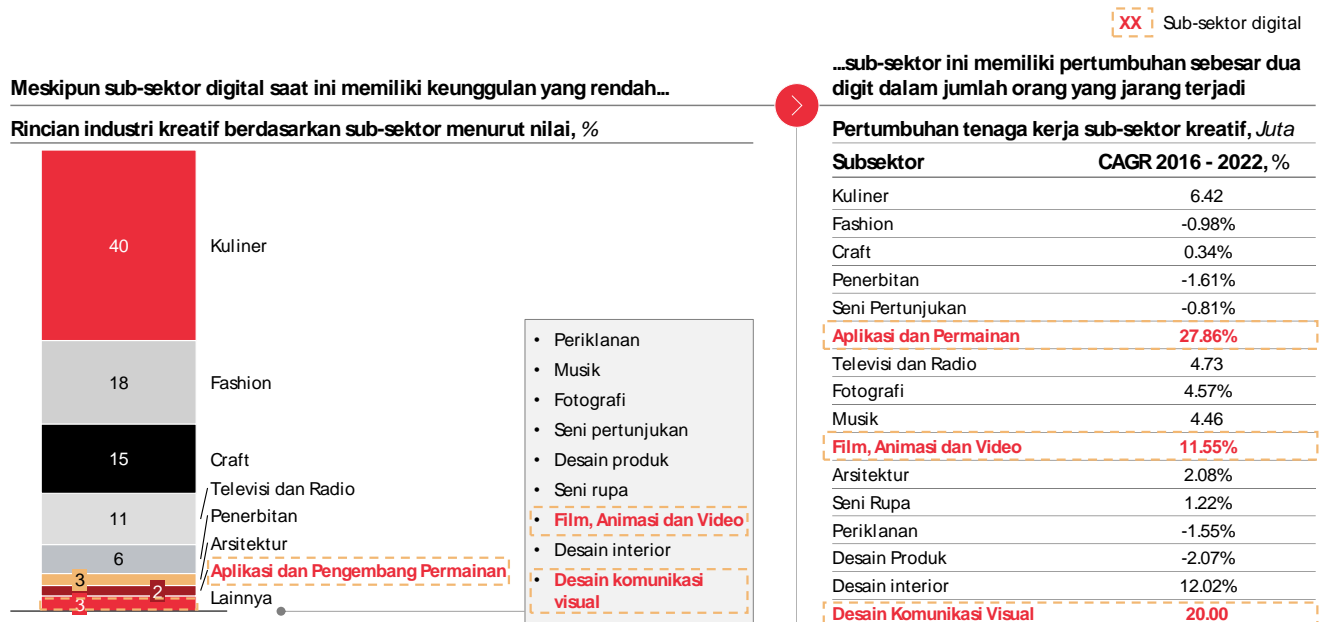 XX Sub-sektor digital
Meskipun sub-sektor digital saat ini memiliki keunggulan yang rendah...
...sub-sektor ini memiliki pertumbuhan sebesar dua
digit dalam jumlah orang yang jarang terjadi
Rincian industri kreatif berdasarkan sub-sektor menurut nilai, %
40 Kuliner
18 Fashion
15 Craft
Televisi dan Radio
11 Penerbitan
Arsitektur
6
Aplikasi dan Pengembang Permainan
3
2
Lainnya
3
• Periklanan
• Musik
• Fotografi
• Seni pertunjukan
• Desain produk
• Seni rupa
• Film, Animasi dan Video
• Desain interior
• Desain komunikasi
visual
Pertumbuhan tenaga kerja sub-sektor kreatif, Juta
Subsektor CAGR 2016 - 2022, %
Kuliner 6.42
Fashion -0.98%
Craft 0.34%
Penerbitan -1.61%
Seni Pertunjukan -0.81%
Aplikasi dan Permainan 27.86%
Televisi dan Radio 4.73
Fotografi 4.57%
Musik 4.46
Film, Animasi dan Video 11.55%
Arsitektur 2.08%
Seni Rupa 1.22%
Periklanan -1.55%
Desain Produk -2.07%
Desain interior 12.02%
Desain Komunikasi Visual 20.00